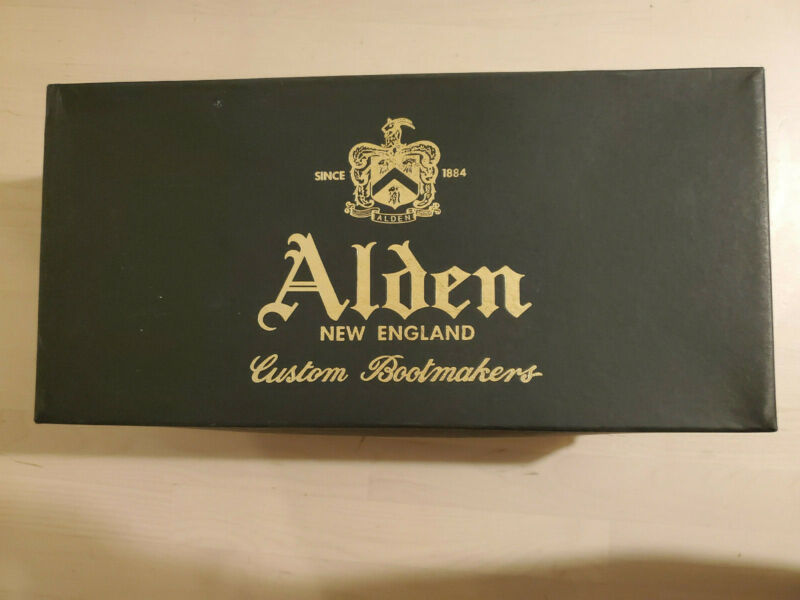 SINCE 1884
ALDEN
Alden
NEW ENGLAND
Custom Bootmakers